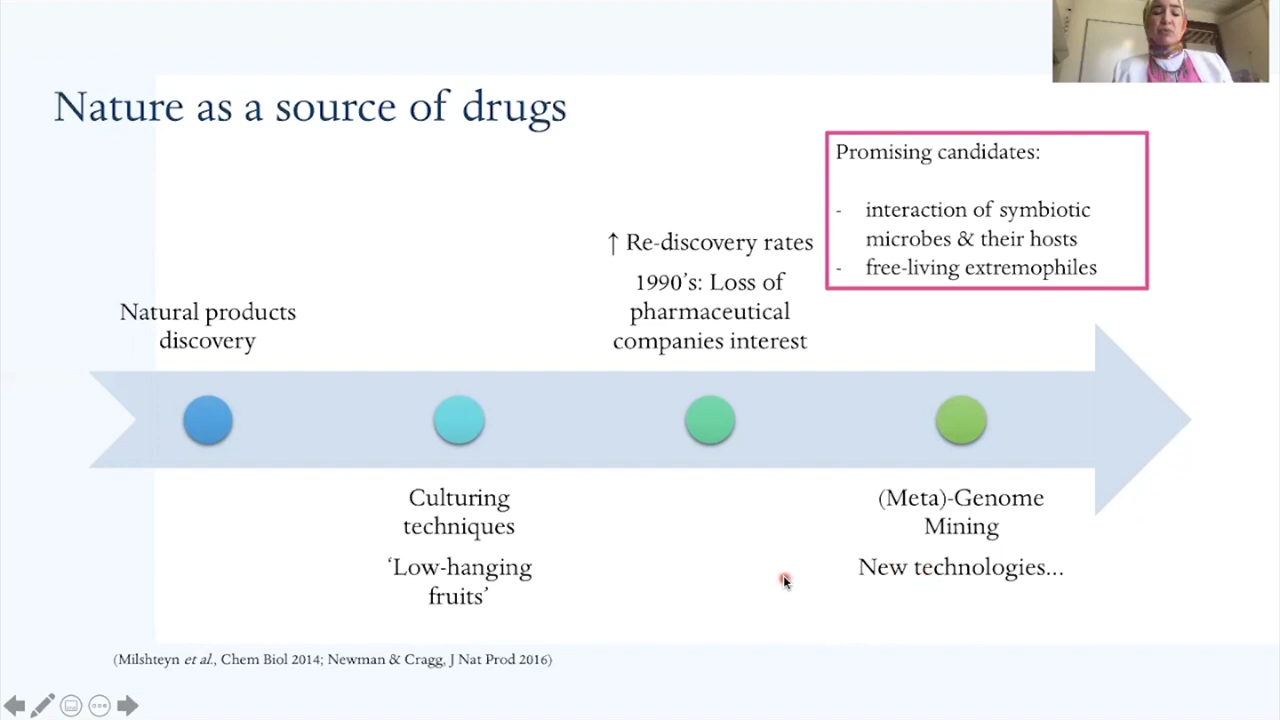 Nature as a source of drugs
Promising candidates:
- interaction of symbiotic
microbes & their hosts
- free-living extremophiles
↑ Re-discovery rates
1990's: Loss of
pharmaceutical
companies interest
Natural products
discovery
Culturing
techniques
‘Low-hanging
fruits’
(Meta)-Genome
Mining
New technologies...
(Milshteyn et al., Chem Biol 2014; Newman & Cragg, J Nat Prod 2016)